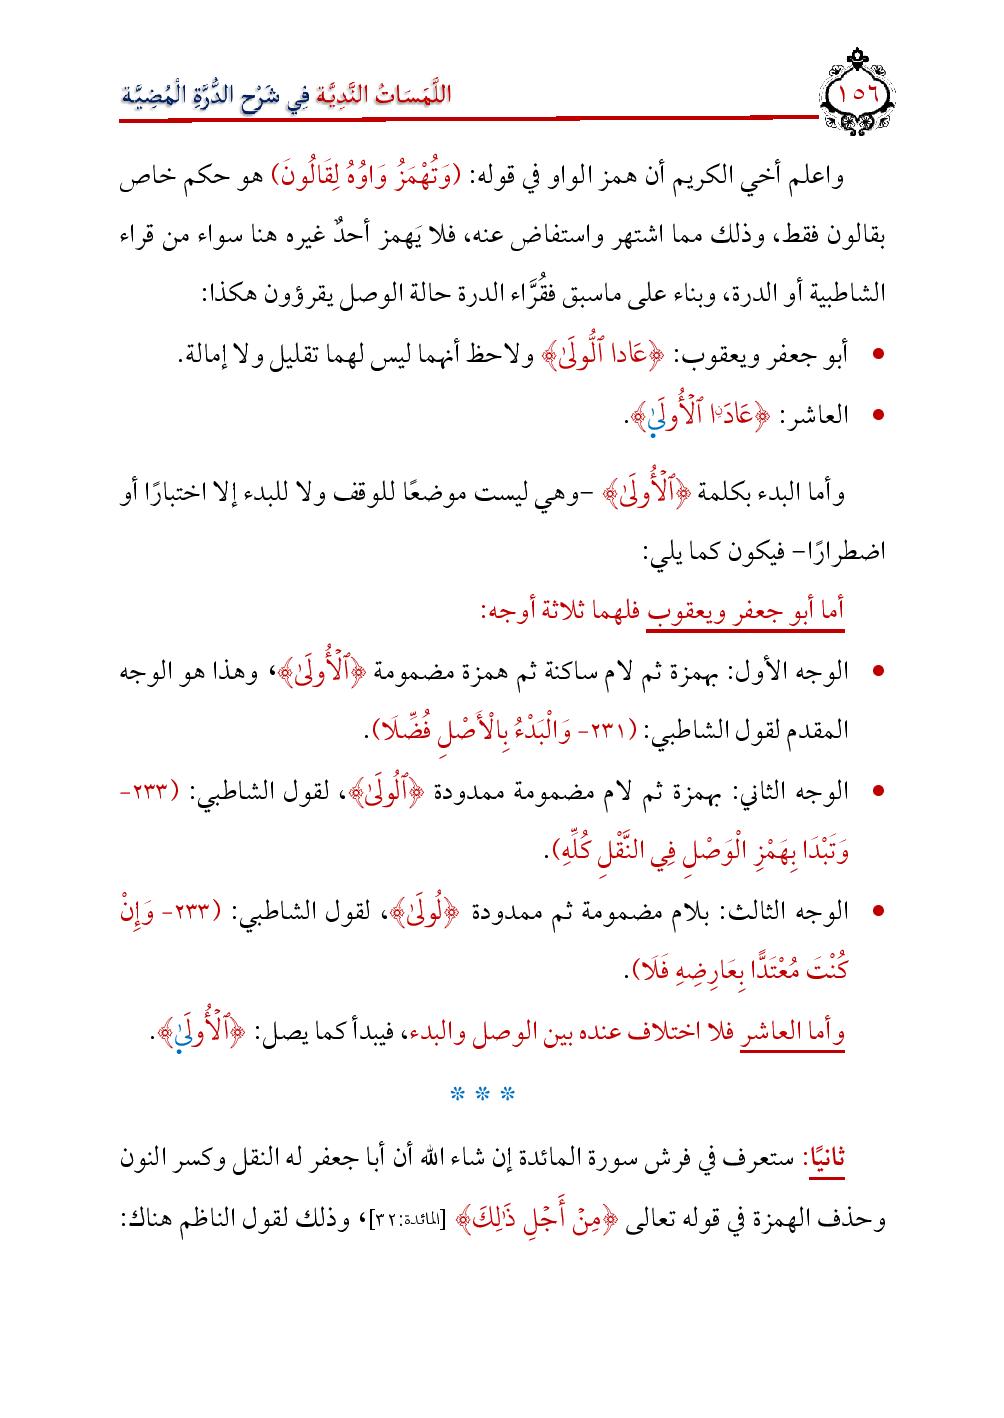 ١٥٦
اللَّمَسَاتُ النَّدِيَّة فِي شَرْح الدُّرَّةِ الْمُضِيَّة
واعلم أخي الكريم أن همز الواو في قوله: (وَتُهْمَزُ وَاوُهُ لِقَالُونَ) هو حكم خاص
بقالون فقط، وذلك مما اشتهر واستفاض عنه، فلا يَهمز أحدٌ غيره هنا سواء من قراء
الشاطبية أو الدرة، وبناء على ماسبق فقُرَّاء الدرة حالة الوصل يقرؤون هكذا:
• أبو جعفر ويعقوب: ﴿عَادا ٱلُّولَىٰ﴾ ولاحظ أنهما ليس لهما تقليل ولا إمالة.
• العاشر: ﴿عَادَنِا ٱلۡأُولَىٰ﴾.
وأما البدء بكلمة ﴿ٱلۡأُولَىٰ﴾ –وهي ليست موضعًا للوقف ولا للبدء إلا اختبارًا أو
اضطرارًا– فيكون كما يلي:
أما أبو جعفر ويعقوب فلهما ثلاثة أوجه:
• الوجه الأول: بهمزة ثم لام ساكنة ثم همزة مضمومة ﴿ٱلۡأُولَىٰ﴾، وهذا هو الوجه
المقدم لقول الشاطبي: (٢٣١- وَالْبَدْءُ بِالْأَصْلِ فُضِّلَا).
• الوجه الثاني: بهمزة ثم لام مضمومة ممدودة ﴿ٱلُولَىٰ﴾، لقول الشاطبي: (٢٣٣-
وَتَبْدَا بِهَمْزِ الْوَصْلِ فِي النَّقْلِ كُلِّهِ).
• الوجه الثالث: بلام مضمومة ثم ممدودة ﴿لُولَىٰ﴾، لقول الشاطبي: (٢٣٣- وَإِنْ
كُنْتَ مُعْتَدًّا بِعَارِضِهِ فَلَا).
وأما العاشر فلا اختلاف عنده بين الوصل والبدء، فيبدأ كما يصل: ﴿ٱلۡأُولَىٰ﴾.
* * *
ثانيًا: ستعرف في فرش سورة المائدة إن شاء الله أن أبا جعفر له النقل وكسر النون
وحذف الهمزة في قوله تعالى ﴿مِنۡ أَجۡلِ ذَٰلِكَ﴾ [المائدة:٣٢]، وذلك لقول الناظم هناك: